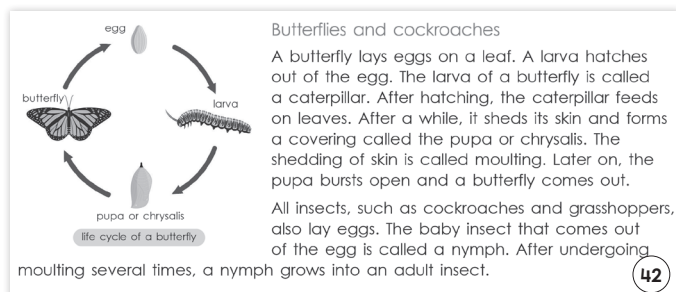 egg
butterfly
larva
pupa or chrysalis
life cycle of a butterfly
Butterflies and cockroaches
A butterfly lays eggs on a leaf. A larva hatches
out of the egg. The larva of a butterfly is called
a caterpillar. After hatching, the caterpillar feeds
on leaves. After a while, it sheds its skin and forms
a covering called the pupa or chrysalis. The
shedding of skin is called moulting. Later on, the
pupa bursts open and a butterfly comes out.
All insects, such as cockroaches and grasshoppers,
also lay eggs. The baby insect that comes out
of the egg is called a nymph. After undergoing
moulting several times, a nymph grows into an adult insect.
42